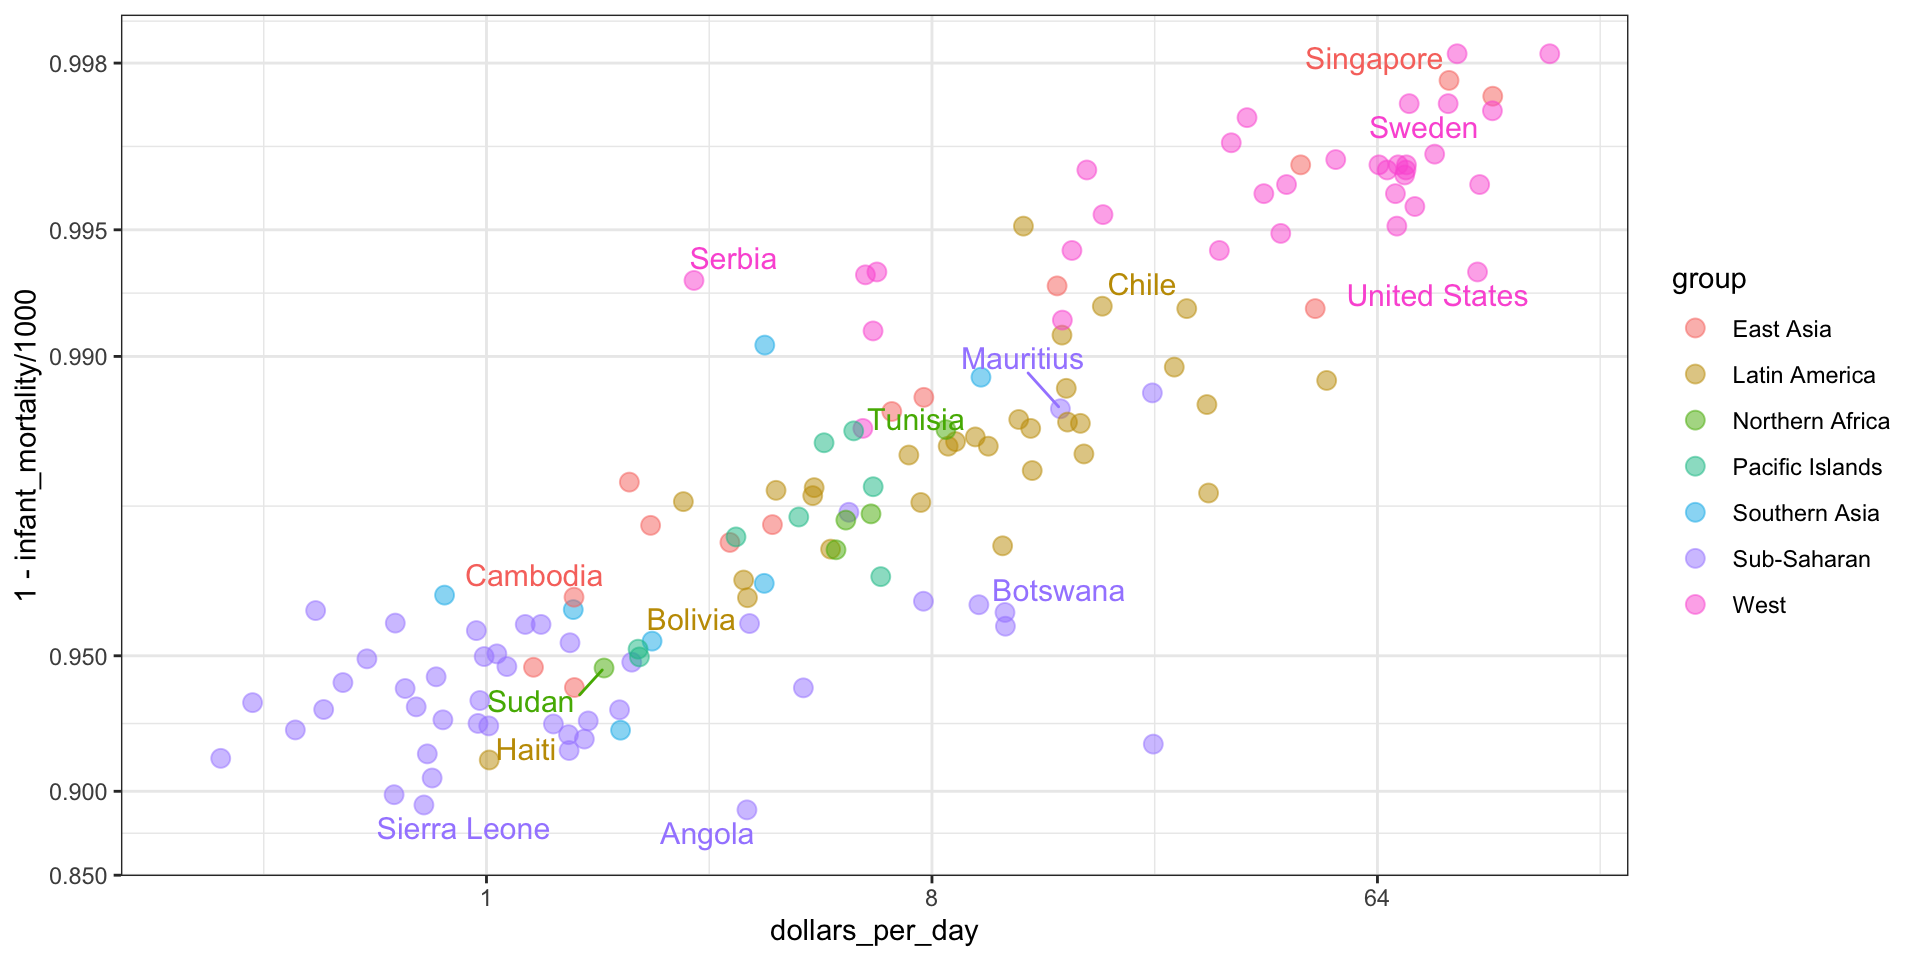 0.998
0.995
0.990
0.950
0.900
0.850
1 - infant_mortality/1000
Singapore
Sweden
Serbia
Chile
United States
Mauritius
Tunisia
Cambodia
Botswana
Bolivia
Sudan
Haiti
Sierra Leone
Angola
1
8
64
dollars_per_day
group
East Asia
Latin America
Northern Africa
Pacific Islands
Southern Asia
Sub-Saharan
West